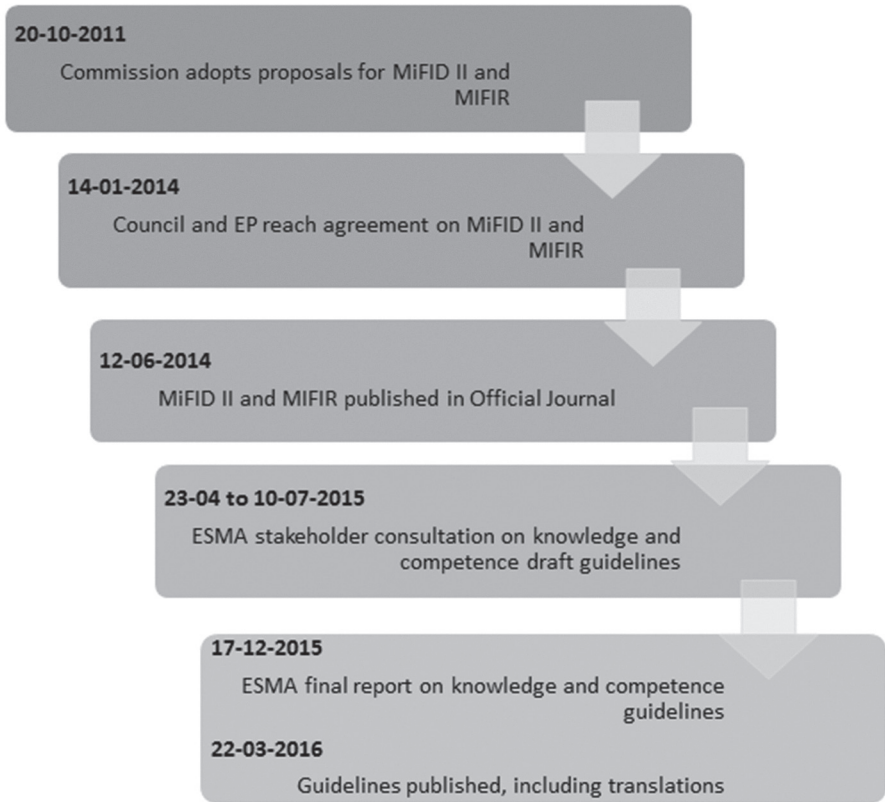 20-10-2011
Commission adopts proposals for MiFID II and
MIFIR
14-01-2014
Council and EP reach agreement on MiFID II and
MIFIR
12-06-2014
MiFID II and MIFIR published in Official Journal
23-04 to 10-07-2015
ESMA stakeholder consultation on knowledge and
competence draft guidelines
17-12-2015
ESMA final report on knowledge and competence
guidelines
22-03-2016
Guidelines published, including translations